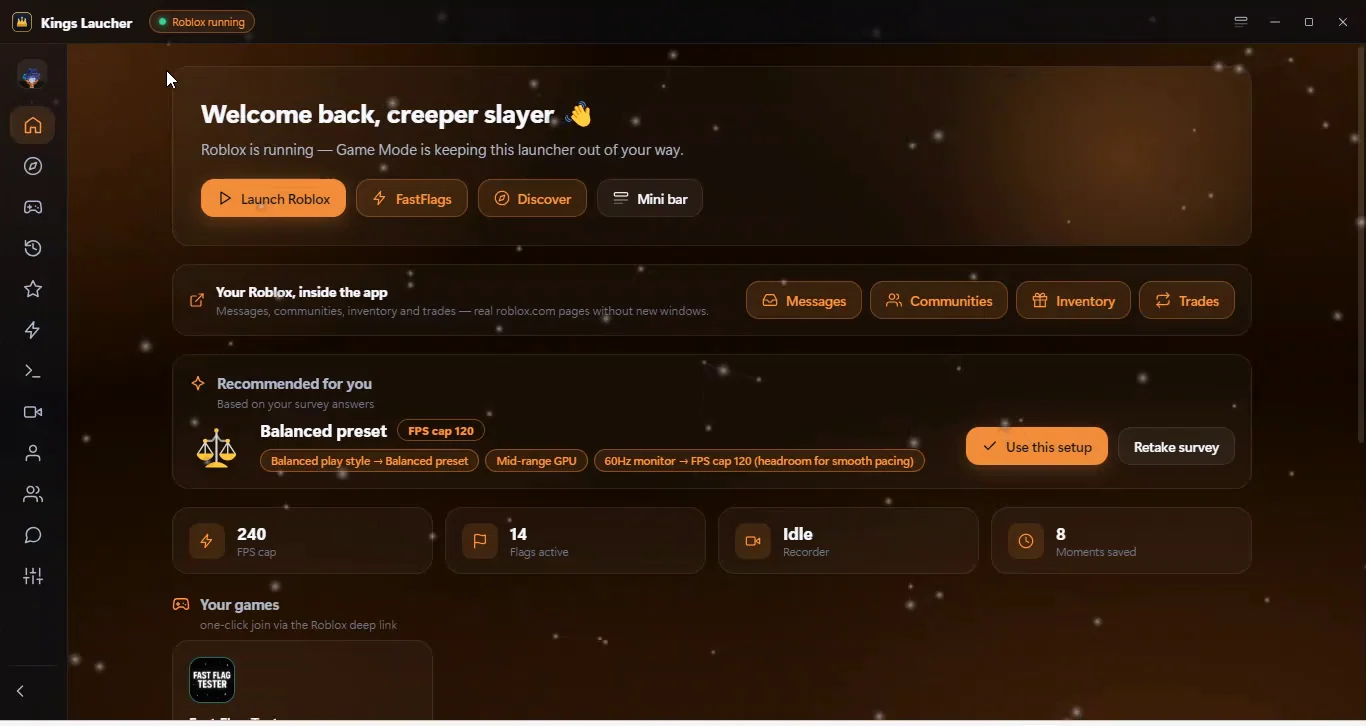 Kings Laucher
Roblox running
Welcome back, creeper slayer 👋
Roblox is running — Game Mode is keeping this launcher out of your way.
Launch Roblox
FastFlags
Discover
Mini bar
Your Roblox, inside the app
Messages, communities, inventory and trades — real roblox.com pages without new windows.
Messages
Communities
Inventory
Trades
Recommended for you
Based on your survey answers
Balanced preset
FPS cap 120
Balanced play style → Balanced preset
Mid-range GPU
60Hz monitor → FPS cap 120 (headroom for smooth pacing)
Use this setup
Retake survey
240
FPS cap
14
Flags active
Idle
Recorder
8
Moments saved
Your games
one-click join via the Roblox deep link
FAST FLAG
TESTER